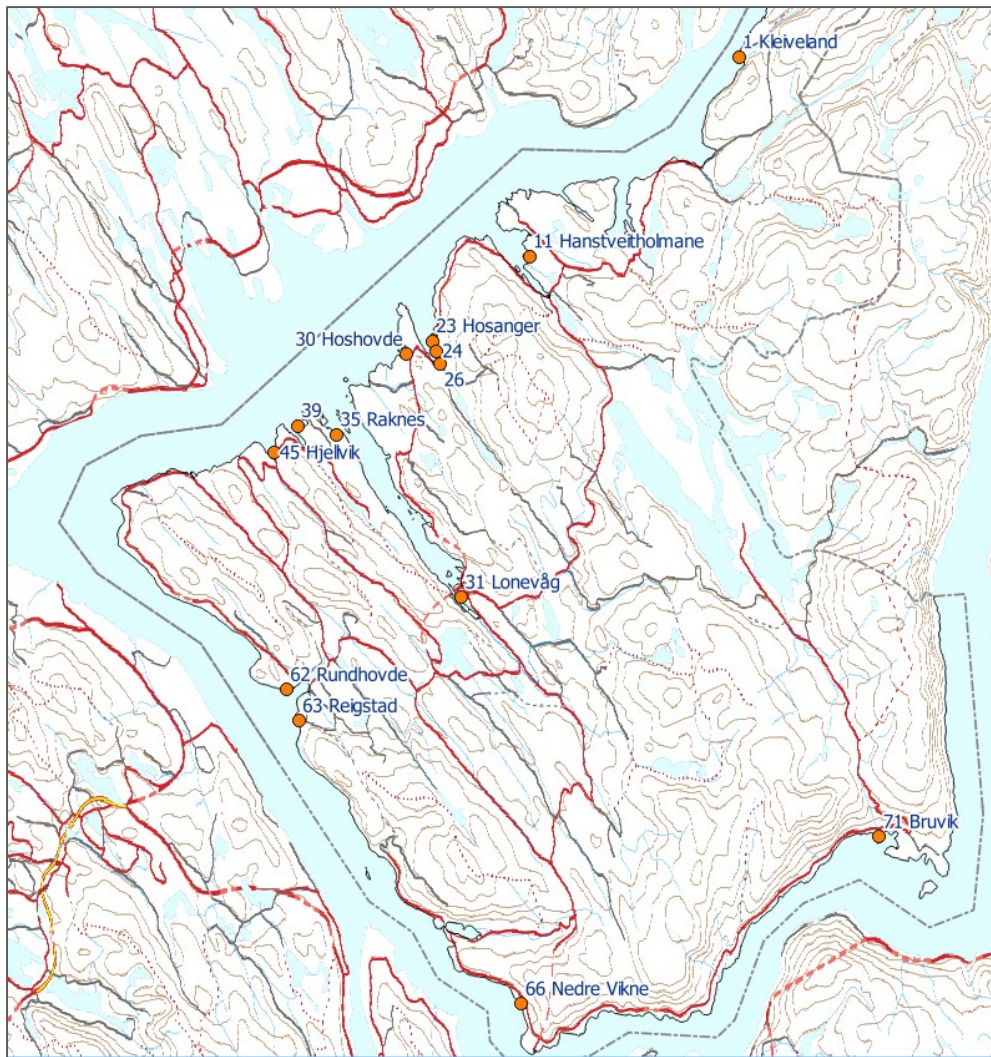 1 Kleiveland
11 Hanstveitholmane
23 Hosanger
30 Hoshovde
24
26
39
35 Raknes
45 Hjellvik
31 Lonevåg
62 Rundhovde
63 Reigstad
71 Bruvik
66 Nedre Vikne